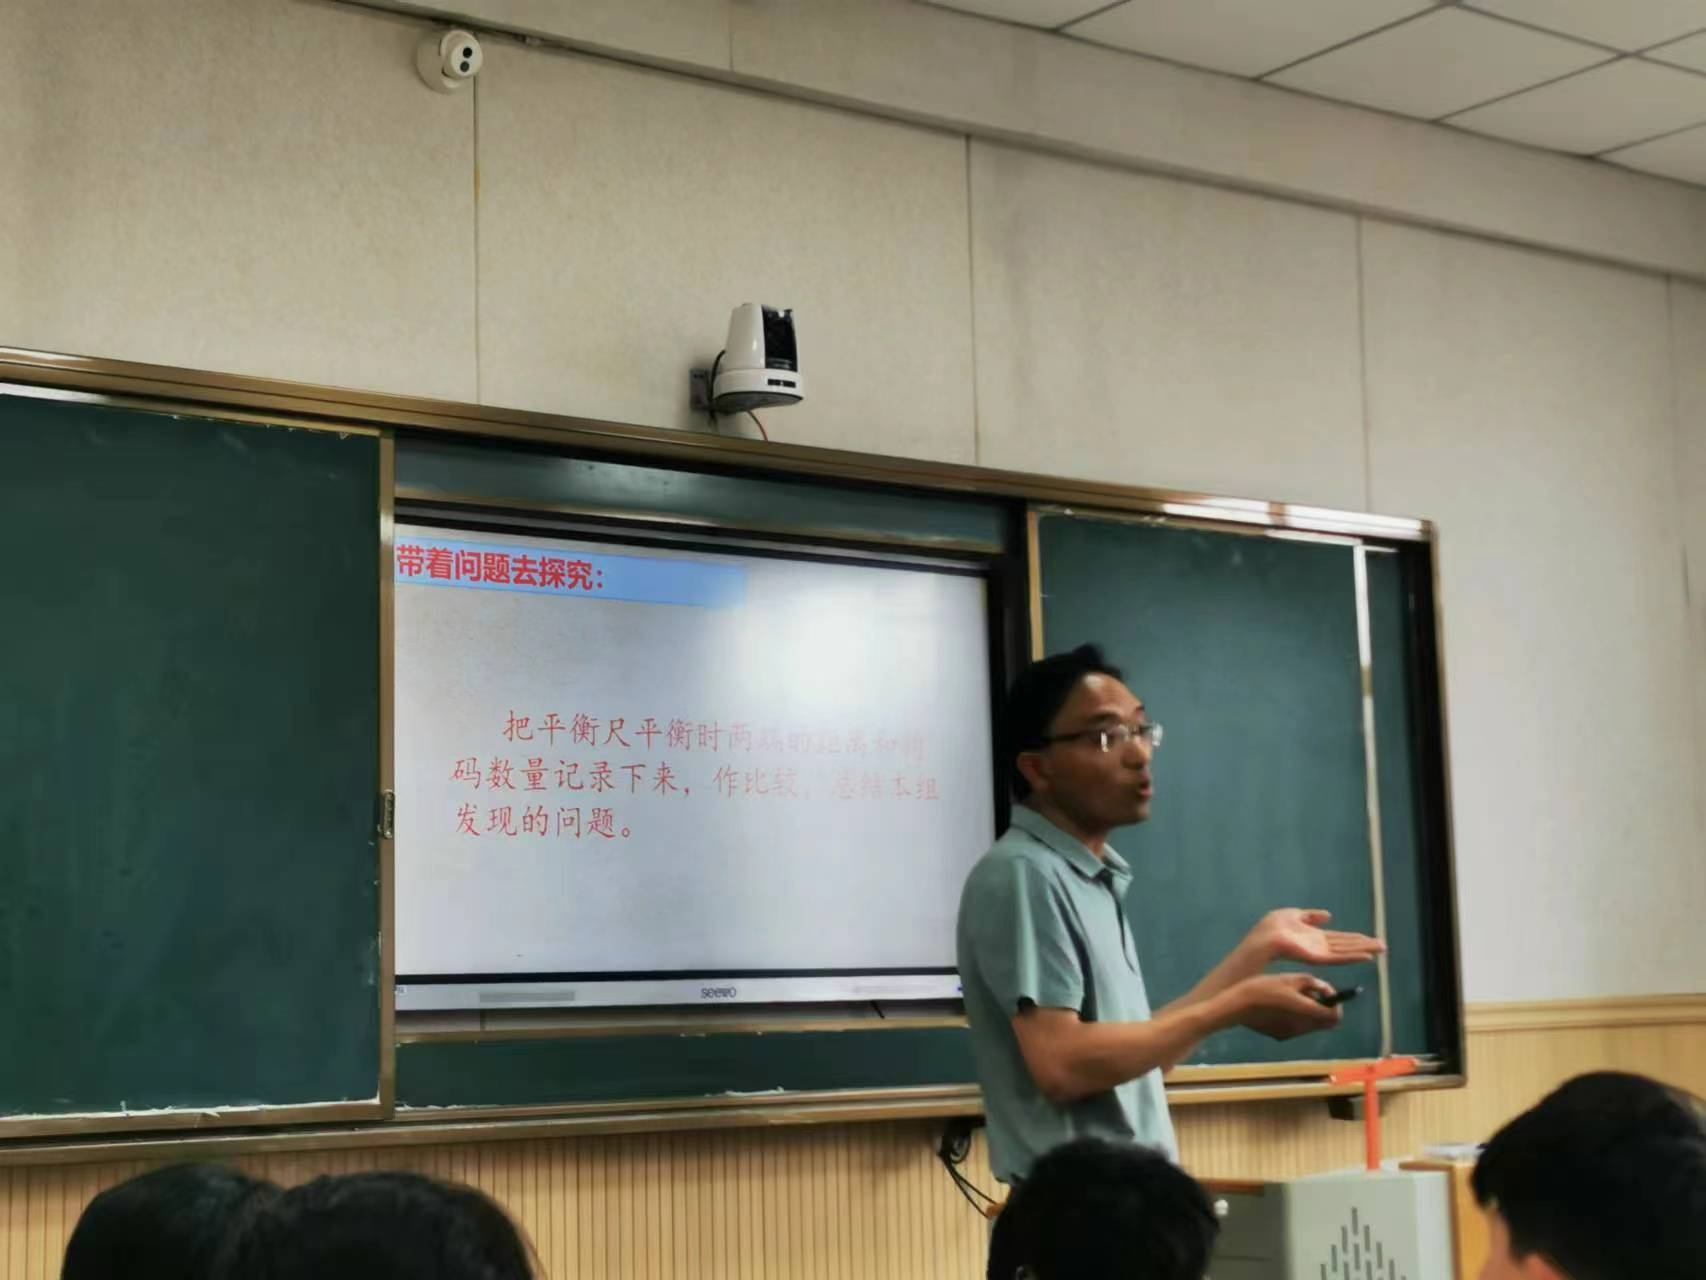 带着问题去探究：
把平衡尺平衡时两端的距离和砝
码数量记录下来，作比较，总结本组
发现的问题。
seewo